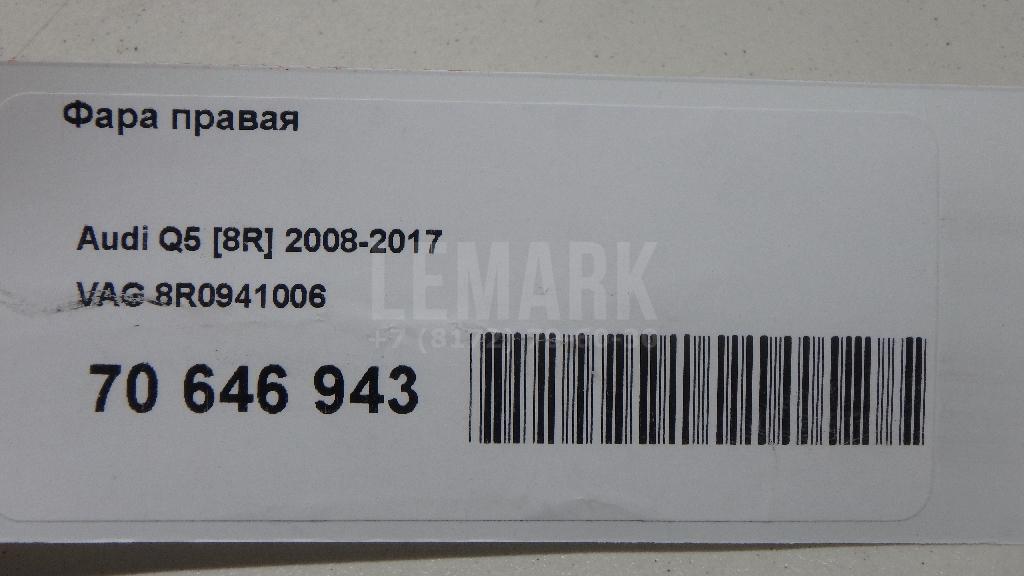 Фара правая
Audi Q5 [8R] 2008-2017
VAG 8R0941006
LEMARK
70 646 943